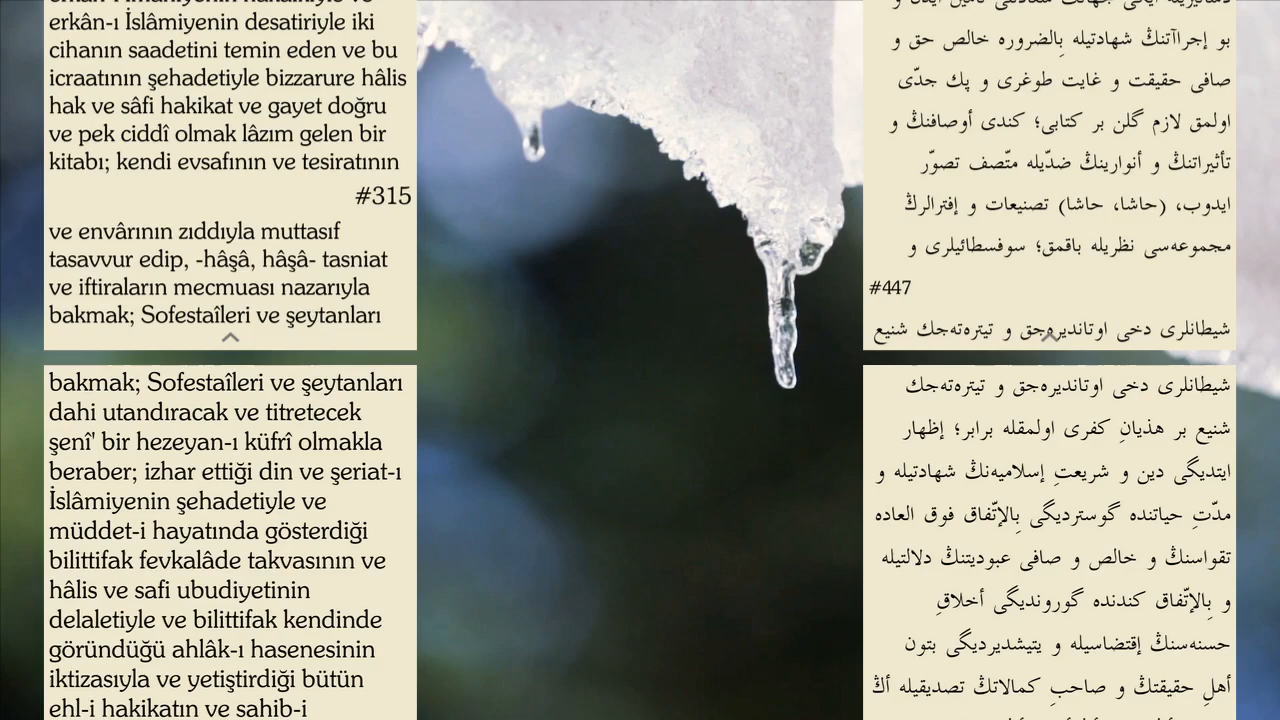 erkân-ı İslâmiyenin desatiriyle iki
cihanın saadetini temin eden ve bu
icraatının şehadetiyle bizzarure hâlis
hak ve sâfi hakikat ve gayet doğru
ve pek ciddî olmak lâzım gelen bir
kitabı; kendi evsafının ve tesiratının
#315
ve envârının zıddıyla muttasıf
tasavvur edip, -hâşâ, hâşâ- tasniat
ve iftiraların mecmuası nazarıyla
bakmak; Sofestaîleri ve şeytanları
bakmak; Sofestaîleri ve şeytanları
dahi utandıracak ve titretecek
şenî' bir hezeyan-ı küfrî olmakla
beraber; izhar ettiği din ve şeriat-ı
İslâmiyenin şehadetiyle ve
müddet-i hayatında gösterdiği
bilittifak fevkalâde takvasının ve
hâlis ve safi ubudiyetinin
delaletiyle ve bilittifak kendinde
göründüğü ahlâk-ı hasenesinin
iktizasıyla ve yetiştirdiği bütün
ehl-i hakikatın ve sahib-i
بو إجراآتنڭ شهادتيله بِالضروره خالص حق و
صافى حقيقت و غايت طوغرى و پك جدّى
اولمق لازم گلن بر كتابى؛ كندى أوصافنڭ و
تأثيراتنڭ و أنوارينڭ ضدّيله متّصف تصوّر
ايدوب، (حاشا، حاشا) تصنيعات و إفترالرڭ
مجموعه‌سى نظريله باقمق؛ سوفسطائيلرى و
#447
شيطانلرى دخى اوتانديره‌جق و تيتره‌ته‌جك شنيع
شيطانلرى دخى اوتانديره‌جق و تيتره‌ته‌جك
شنيع بر هذيانِ كفرى اولمقله برابر؛ إظهار
ايتديگى دين و شريعتِ إسلاميه‌نڭ شهادتيله و
مدّتِ حياتنده گوستردیگى بِالإتّفاق فوق العاده
تقواسنڭ و خالص و صافى عبوديتنڭ دلالتيله
و بِالإتّفاق كندنده گوروندیگى أخلاقِ
حسنه‌سنڭ إقتضاسيله و يتيشديرديگى بتون
أهلِ حقيقتڭ و صاحبِ كمالاتڭ تصديقيله أڭ